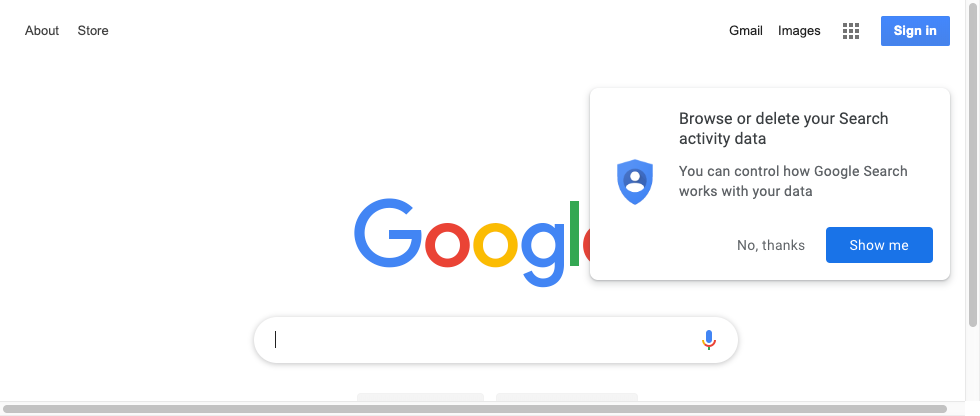 About Store Gmail Images Sign in
Browse or delete your Search
activity data
You can control how Google Search
works with your data
Google
No, thanks Show me